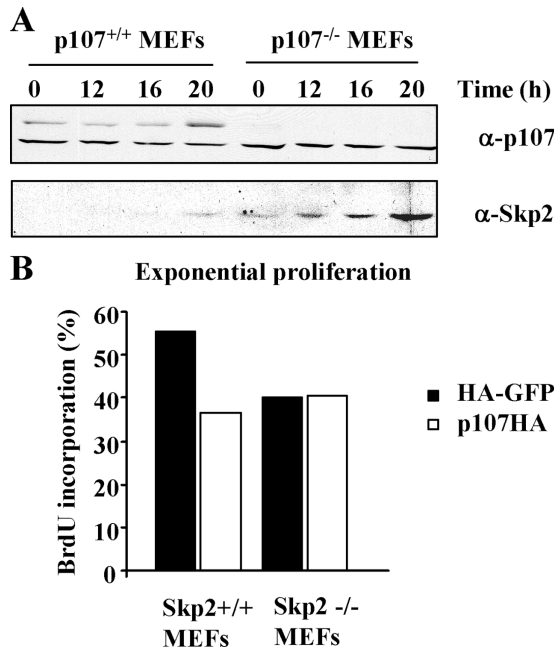 A
p107+/+ MEFs p107-/- MEFs
0 12 16 20 0 12 16 20 Time (h)
α-p107
α-Skp2
B Exponential proliferation
BrdU incorporation (%)
60
50
40
30
20
10
0
HA-GFP
p107HA
Skp2+/+ MEFs
Skp2 -/- MEFs